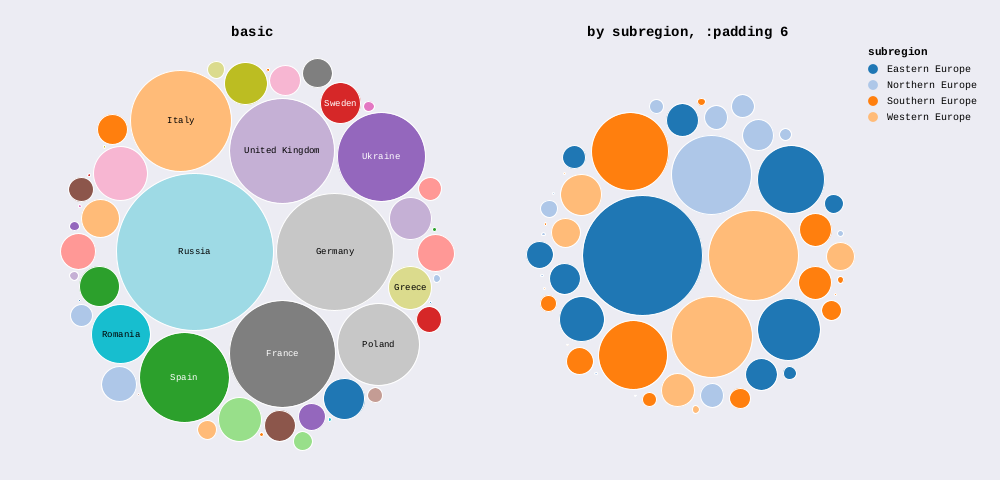 basic
by subregion, :padding 6
subregion
Eastern Europe
Northern Europe
Southern Europe
Western Europe
Sweden
Italy
United Kingdom
Ukraine
Russia
Germany
Greece
Romania
France
Poland
Spain